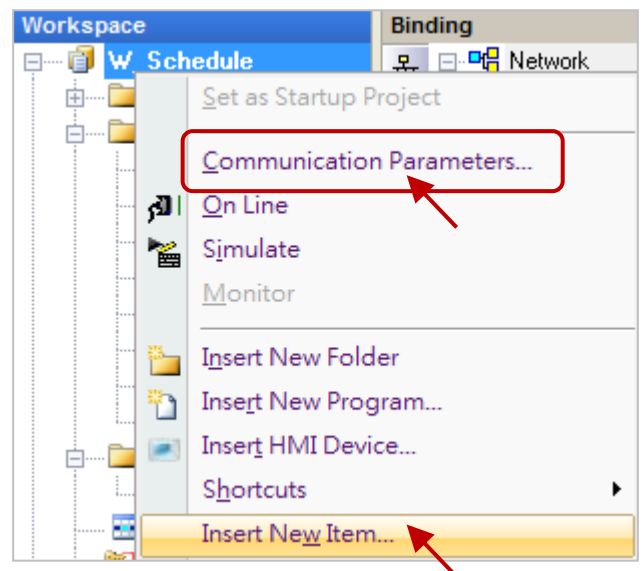 Workspace
Binding
W_Schedule
Network
Set as Startup Project
Communication Parameters...
On Line
Simulate
Monitor
Insert New Folder
Insert New Program...
Insert HMI Device...
Shortcuts
Insert New Item...